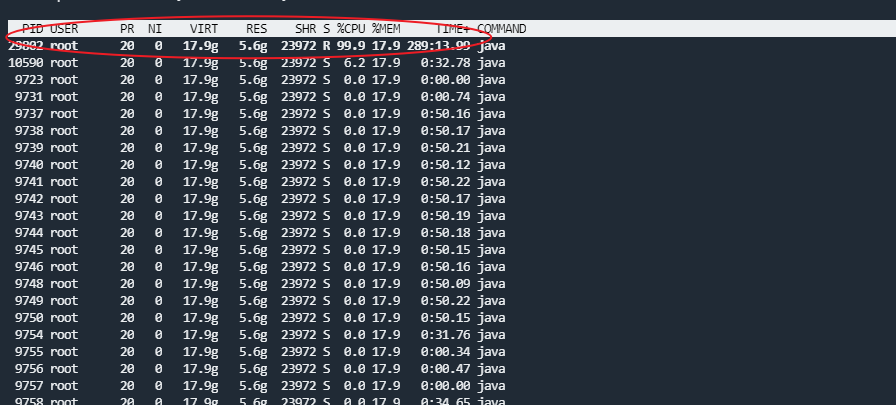 PID USER PR NI VIRT RES SHR S %CPU %MEM TIME+ COMMAND
23802 root 20 0 17.9g 5.6g 23972 R 99.9 17.9 289:13.99 java
10590 root 20 0 17.9g 5.6g 23972 S 6.2 17.9 0:32.78 java
9723 root 20 0 17.9g 5.6g 23972 S 0.0 17.9 0:00.00 java
9731 root 20 0 17.9g 5.6g 23972 S 0.0 17.9 0:00.74 java
9737 root 20 0 17.9g 5.6g 23972 S 0.0 17.9 0:50.16 java
9738 root 20 0 17.9g 5.6g 23972 S 0.0 17.9 0:50.17 java
9739 root 20 0 17.9g 5.6g 23972 S 0.0 17.9 0:50.21 java
9740 root 20 0 17.9g 5.6g 23972 S 0.0 17.9 0:50.12 java
9741 root 20 0 17.9g 5.6g 23972 S 0.0 17.9 0:50.22 java
9742 root 20 0 17.9g 5.6g 23972 S 0.0 17.9 0:50.17 java
9743 root 20 0 17.9g 5.6g 23972 S 0.0 17.9 0:50.19 java
9744 root 20 0 17.9g 5.6g 23972 S 0.0 17.9 0:50.18 java
9745 root 20 0 17.9g 5.6g 23972 S 0.0 17.9 0:50.15 java
9746 root 20 0 17.9g 5.6g 23972 S 0.0 17.9 0:50.16 java
9748 root 20 0 17.9g 5.6g 23972 S 0.0 17.9 0:50.09 java
9749 root 20 0 17.9g 5.6g 23972 S 0.0 17.9 0:50.22 java
9750 root 20 0 17.9g 5.6g 23972 S 0.0 17.9 0:50.15 java
9754 root 20 0 17.9g 5.6g 23972 S 0.0 17.9 0:31.76 java
9755 root 20 0 17.9g 5.6g 23972 S 0.0 17.9 0:00.34 java
9756 root 20 0 17.9g 5.6g 23972 S 0.0 17.9 0:00.47 java
9757 root 20 0 17.9g 5.6g 23972 S 0.0 17.9 0:00.00 java
9758 root 20 0 17.9g 5.6g 23972 S 0.0 17.9 0:34.65 java